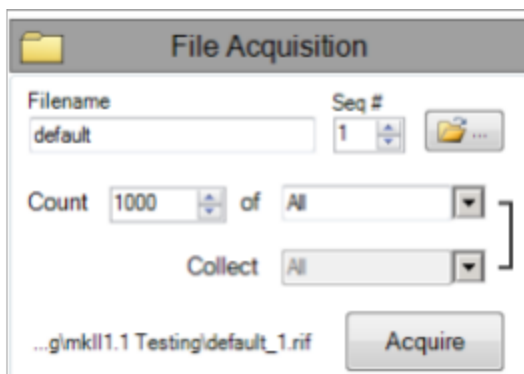 File Acquisition
Filename Seq #
default 1 ...
Count 1000 of All
Collect All
...g\mkII1.1 Testing\default_1.rif Acquire